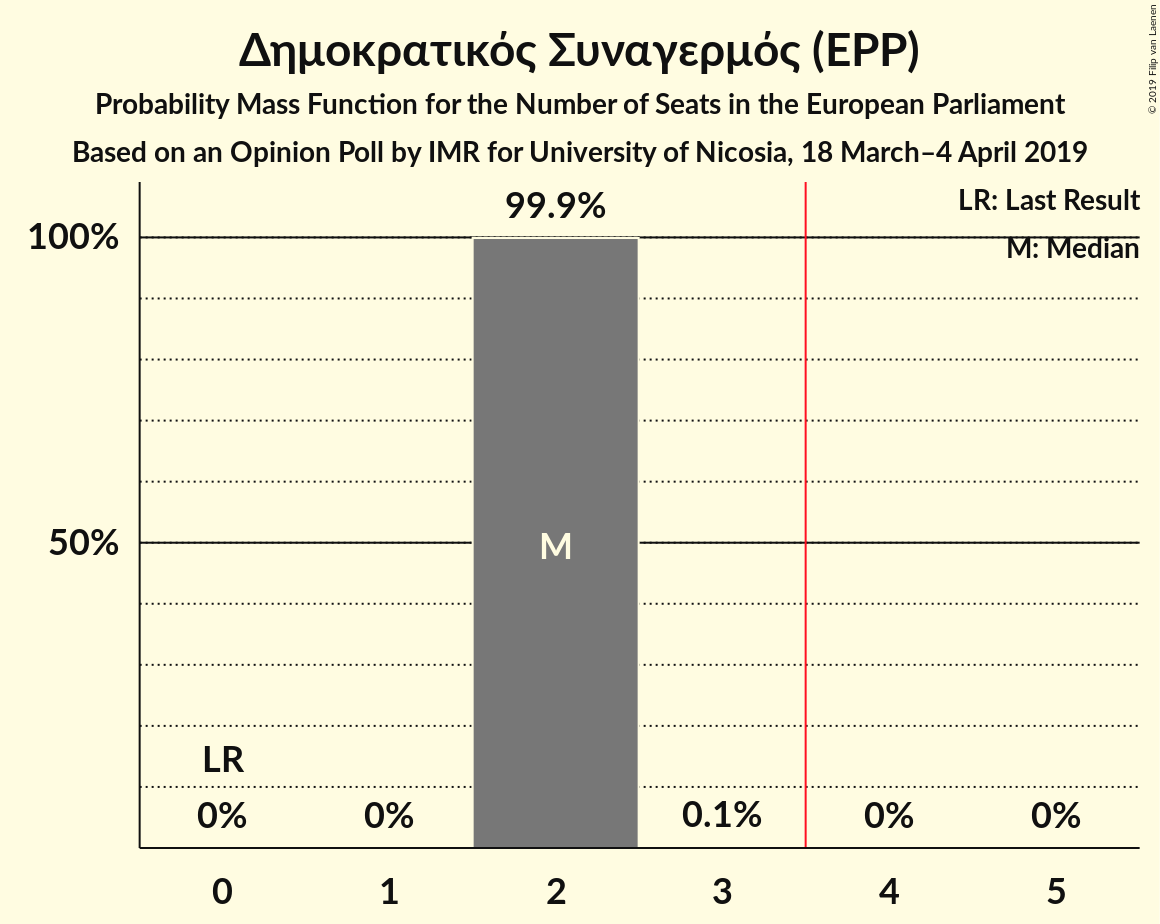 Δημοκρατικός Συναγερμός (EPP)
Probability Mass Function for the Number of Seats in the European Parliament
Based on an Opinion Poll by IMR for University of Nicosia, 18 March–4 April 2019
© 2019 Filip van Laenen
LR: Last Result
M: Median
99.9%
100%
50%
M
LR
0%
0%
0.1%
0%
0%
0
1
2
3
4
5